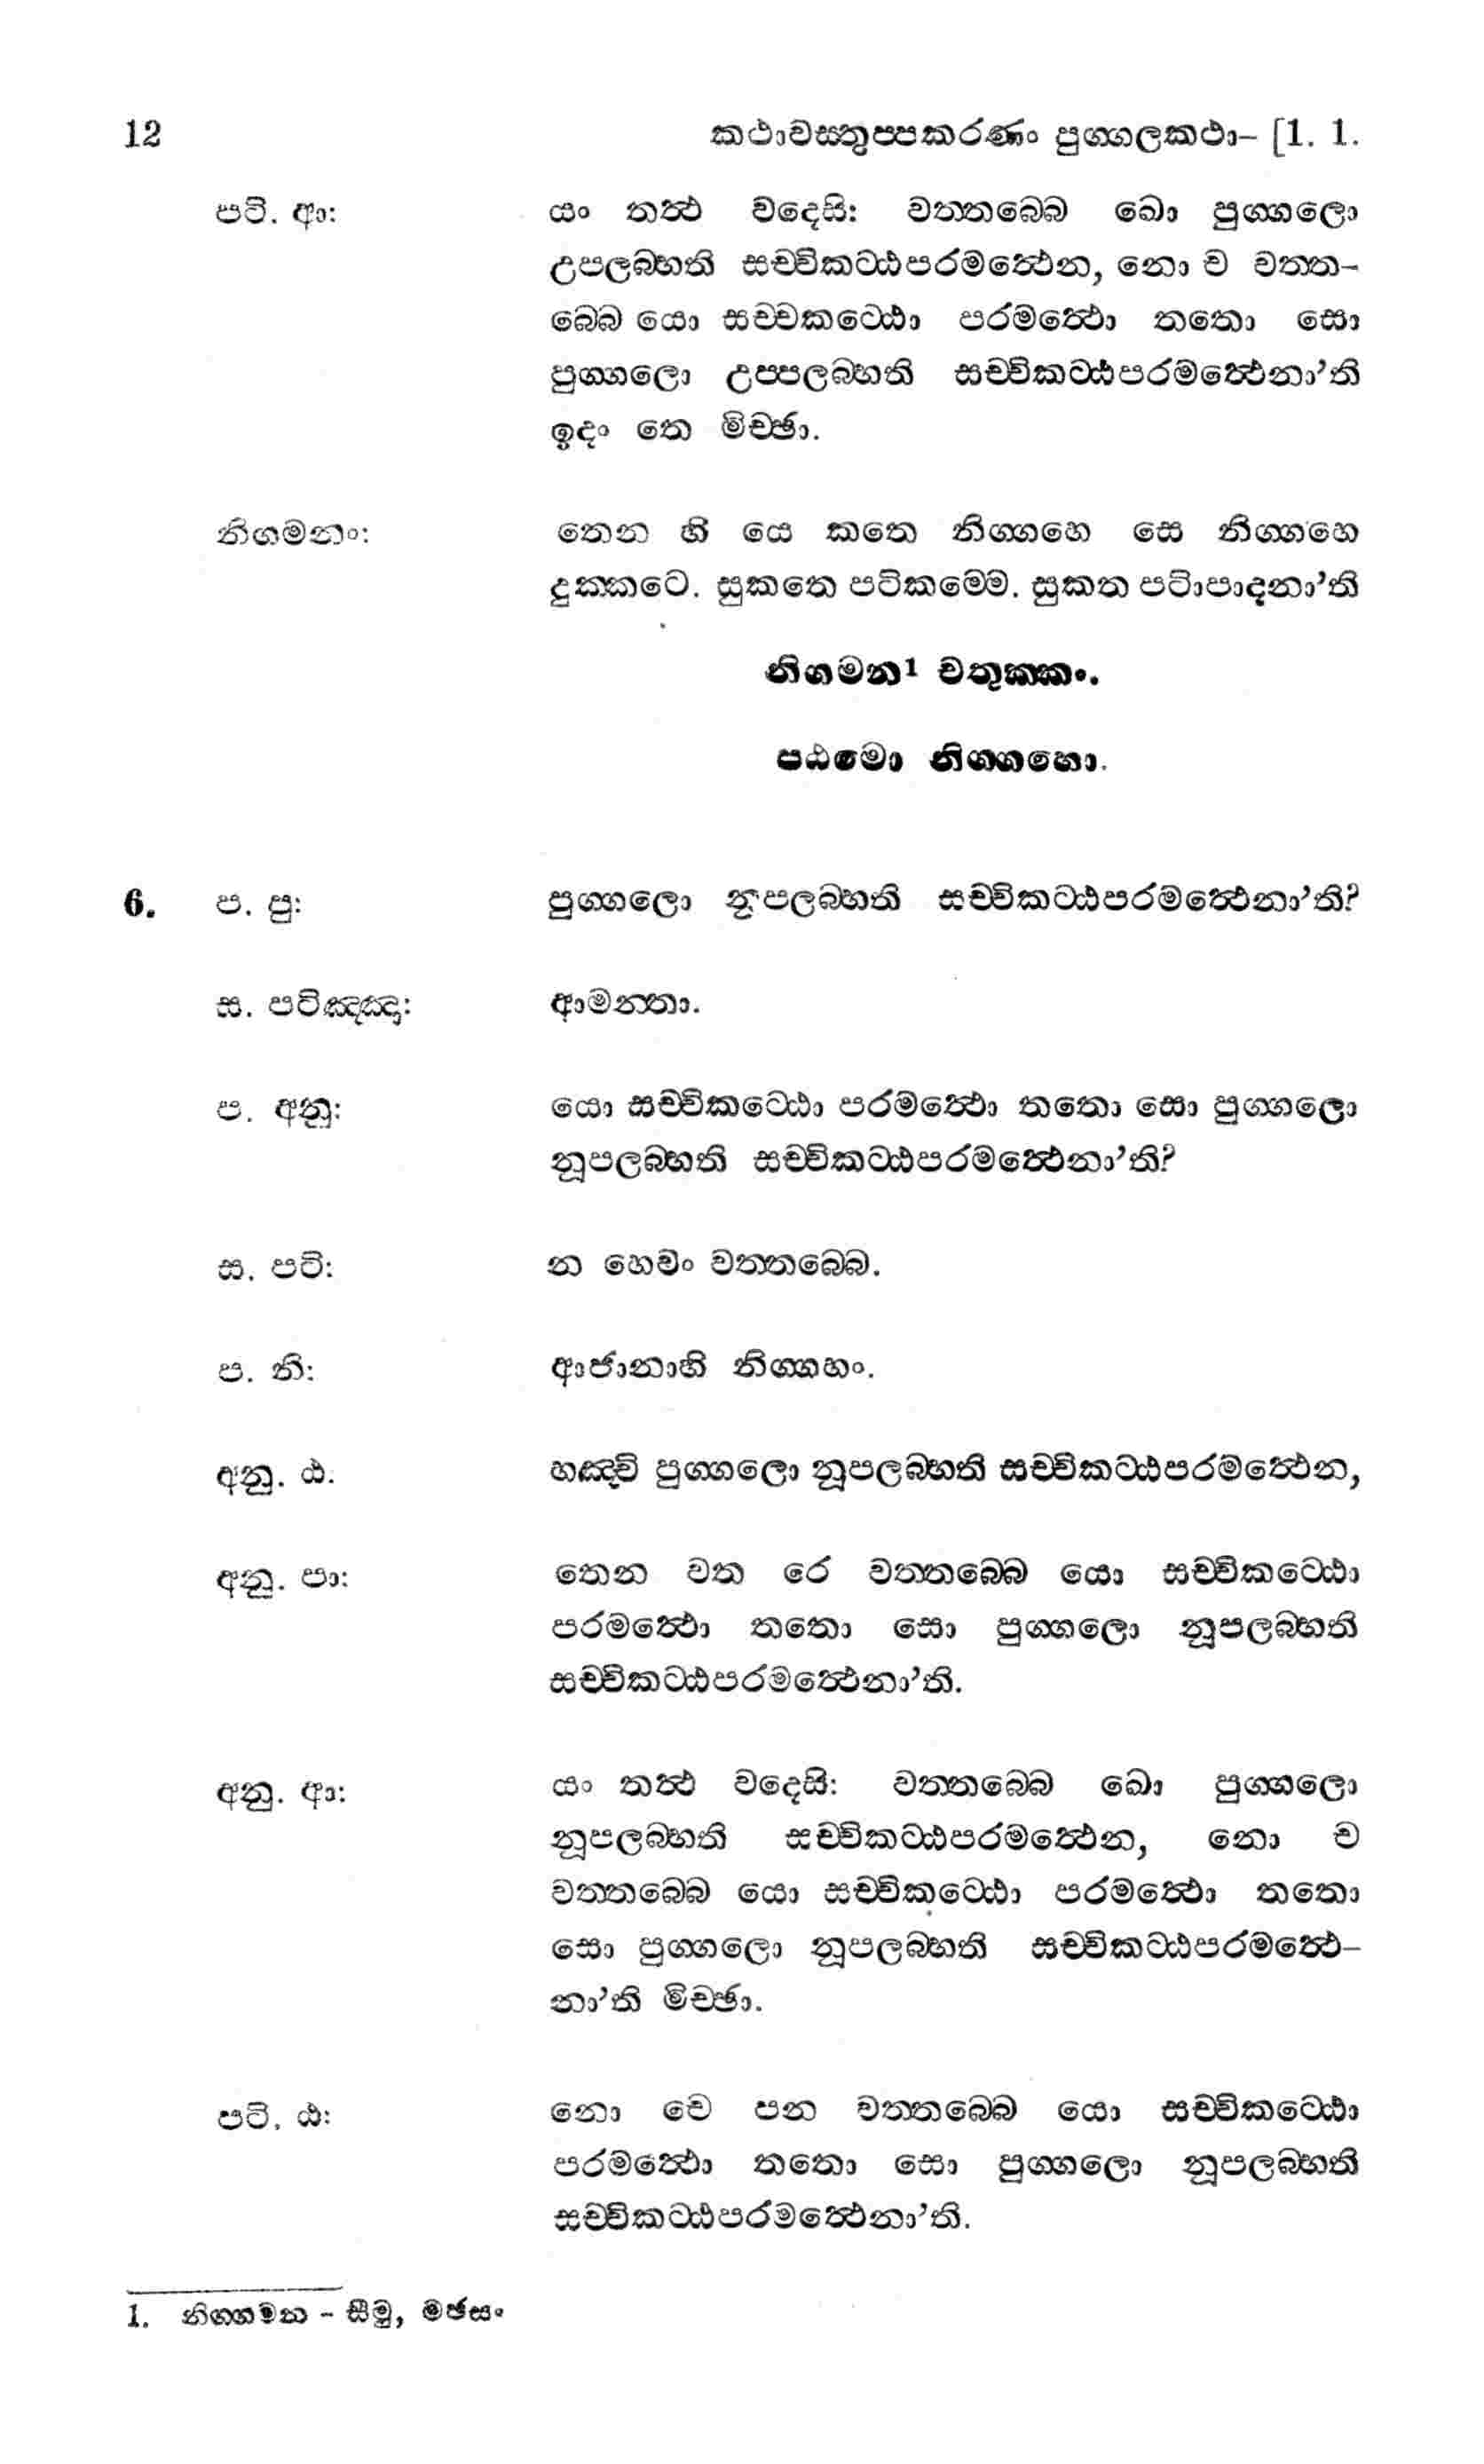 12 කථාවත්‍ථුප්පකරණං පුග්ගලකථා– [1. 1.
පටි. ආ: යං තත්‍ථ වදෙසි: වත්තබ්බෙ ඛො පුග්ගලො
උපලබ්භති සච්චිකට්ඨපරමත්‍ථෙන, නො ච වත්ත-
බ්බෙ යො සච්චකට්ඨො පරමත්‍ථො තතො සො
පුග්ගලො උප්පලබ්භති සච්චිකට්ඨපරමත්‍ථෙනා’ති
ඉදං තෙ මිච්ඡා.
නිගමනං: තෙන හි යෙ කතෙ නිග්ගහෙ සෙ නිග්ගහෙ
දුක්කටෙ. සුකතෙ පටිකම්මෙ. සුකත පටිාපාදනා’ති
නිගමන¹ චතුක්කං.
පඨමො නිග්ගහො.
6. ප. පු: පුග්ගලො නූපලබ්භති සච්චිකට්ඨපරමත්‍ථෙනා’ති?
ස. පටිඤ්ඤා: ආමන්තා.
ප. අනු: යො සච්චිකට්ඨො පරමත්‍ථො තතො සො පුග්ගලො
නූපලබ්භති සච්චිකට්ඨපරමත්‍ථෙනා’ති?
ස. පටි: න හෙවං වත්තබ්බෙ.
ප. නි: ආජානාහි නිග්ගහං.
අනු. ඨ. හඤ්චි පුග්ගලො නූපලබ්භති සච්චිකට්ඨපරමත්‍ථෙන,
අනු. පා: තෙන වත රෙ වත්තබ්බෙ යො සච්චිකට්ඨො
පරමත්‍ථො තතො සො පුග්ගලො නූපලබ්භති
සච්චිකට්ඨපරමත්‍ථෙනා’ති.
අනු. ආ: යං තත්‍ථ වදෙසි: වත්තබ්බෙ ඛො පුග්ගලො
නූපලබ්භති සච්චිකට්ඨපරමත්‍ථෙන, නො ච
වත්තබ්බෙ යො සච්චිකට්ඨො පරමත්‍ථො තතො
සො පුග්ගලො නූපලබ්භති සච්චිකට්ඨපරමත්‍ථෙ-
නා’ති මිච්ඡා.
පටි. ඨ: නො චෙ පන වත්තබ්බෙ යො සච්චිකට්ඨො
පරමත්‍ථො තතො සො පුග්ගලො නූපලබ්භති
සච්චිකට්ඨපරමත්‍ථෙනා’ති.
1. නිග්ගමන - සීමු, මඡසං